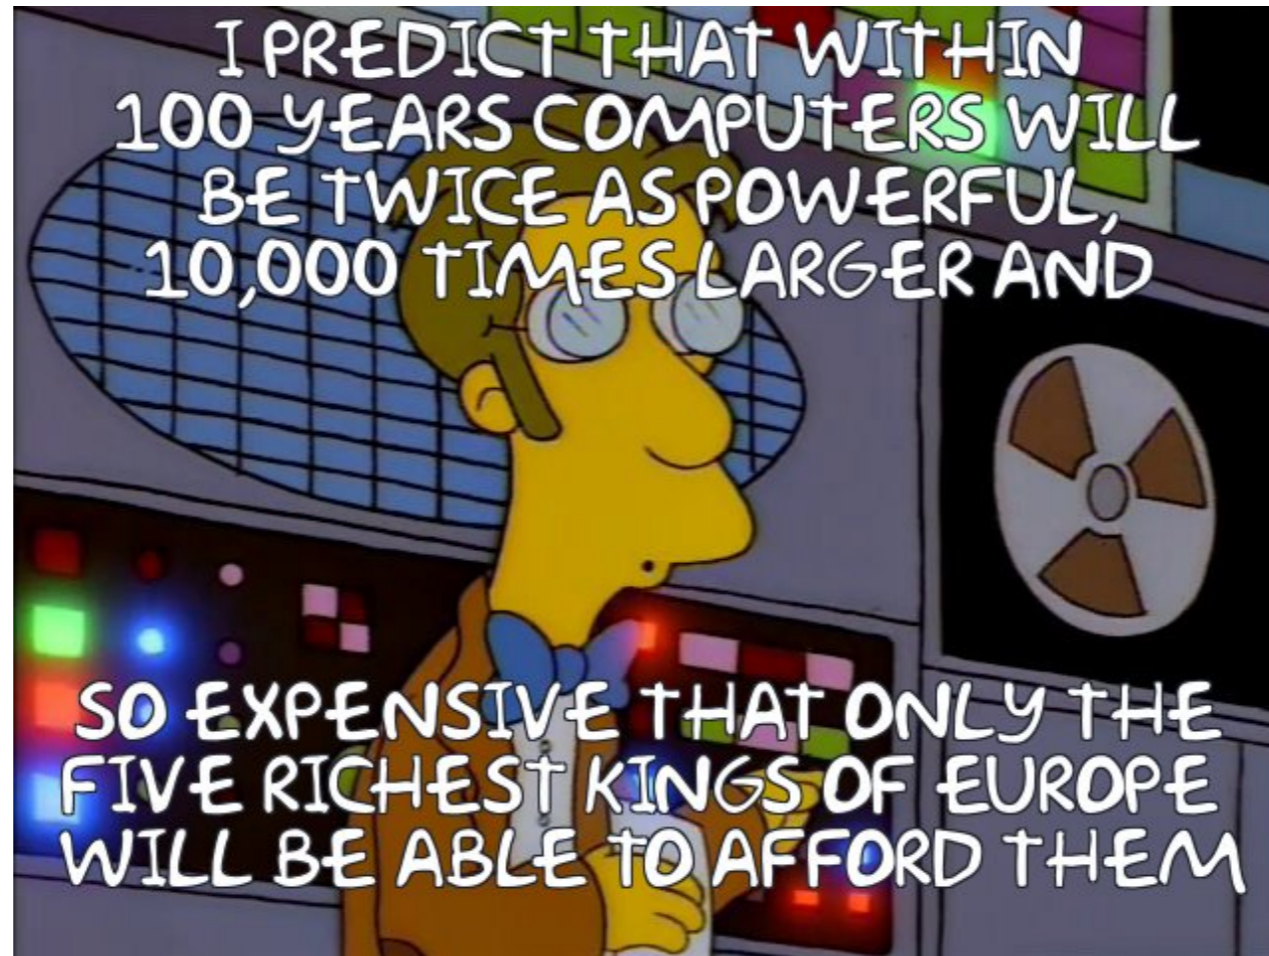 I PREDICT THAT WITHIN
100 YEARS COMPUTERS WILL
BE TWICE AS POWERFUL,
10,000 TIMES LARGER AND
SO EXPENSIVE THAT ONLY THE
FIVE RICHEST KINGS OF EUROPE
WILL BE ABLE TO AFFORD THEM